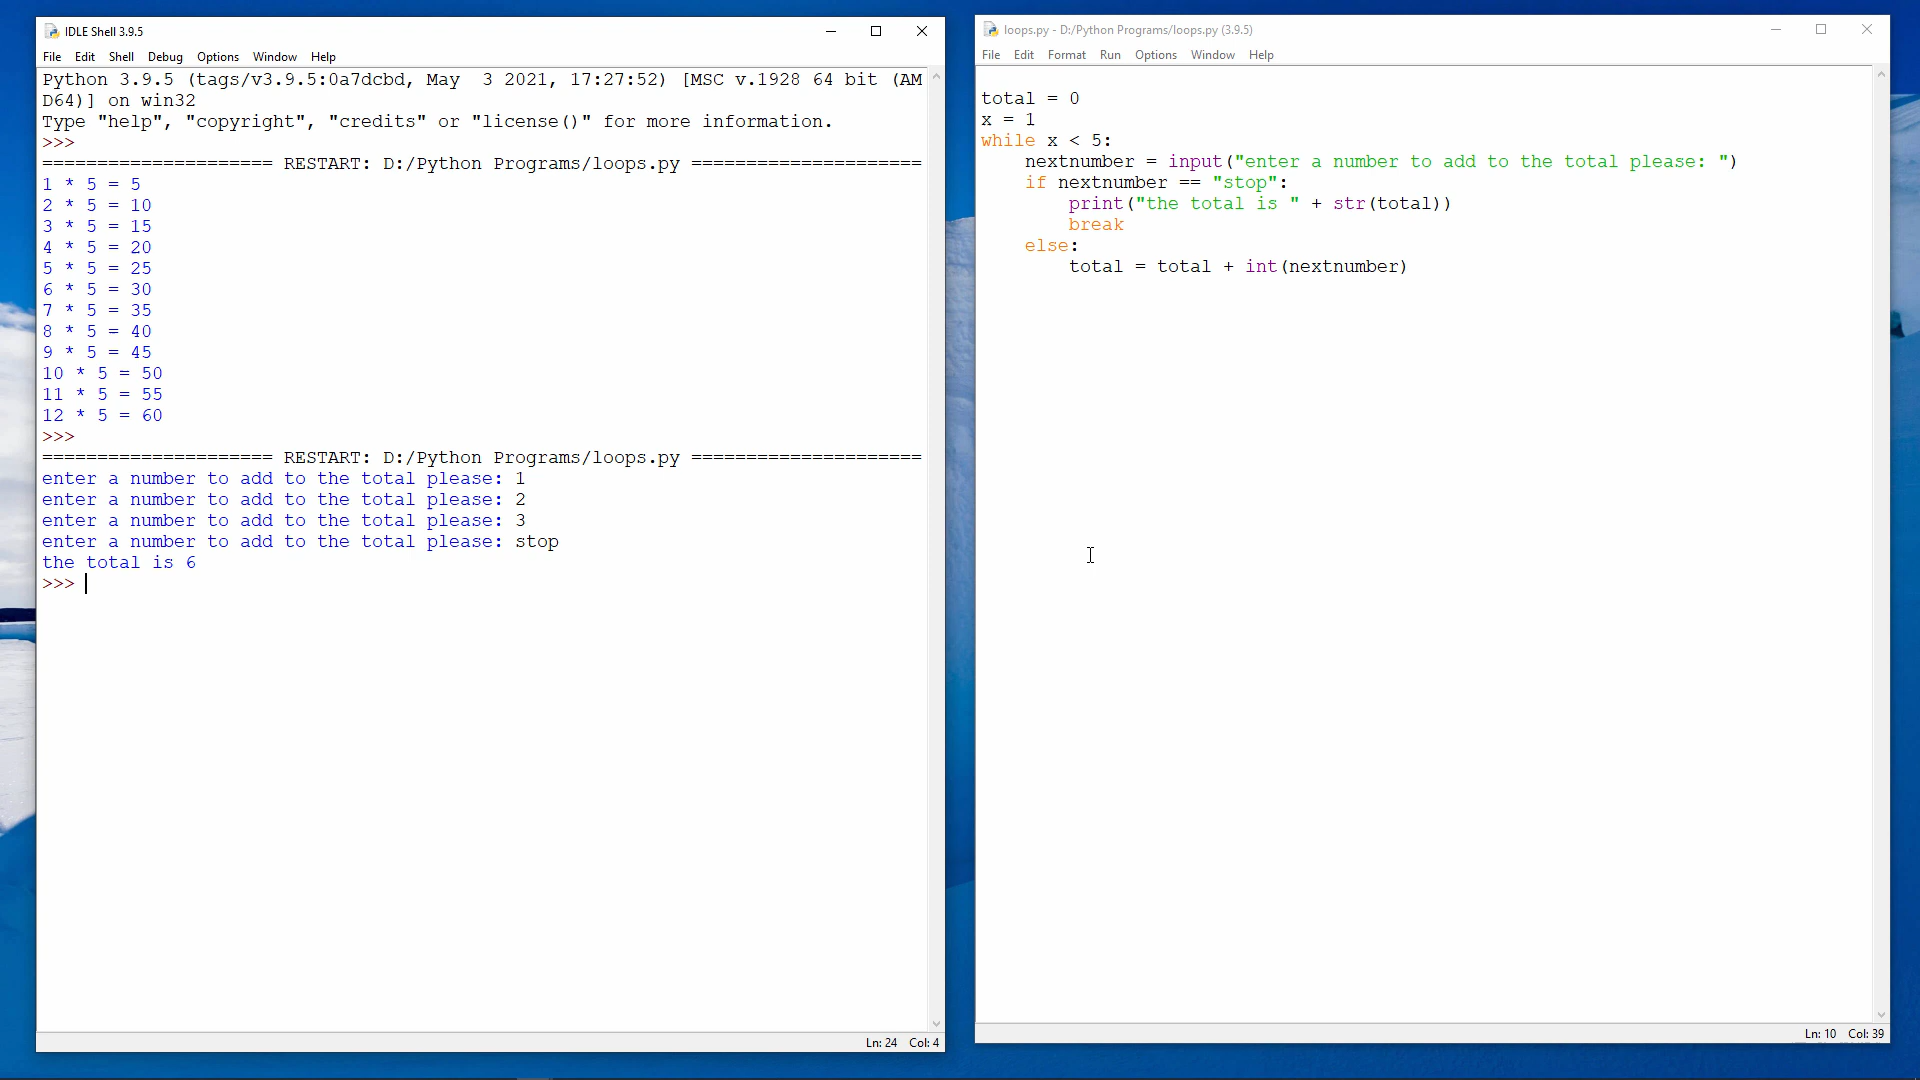 IDLE Shell 3.9.5
File Edit Shell Debug Options Window Help
Python 3.9.5 (tags/v3.9.5:0a7dcbd, May  3 2021, 17:27:52) [MSC v.1928 64 bit (AM
D64)] on win32
Type "help", "copyright", "credits" or "license()" for more information.
>>>
===================== RESTART: D:/Python Programs/loops.py =====================
1 * 5 = 5
2 * 5 = 10
3 * 5 = 15
4 * 5 = 20
5 * 5 = 25
6 * 5 = 30
7 * 5 = 35
8 * 5 = 40
9 * 5 = 45
10 * 5 = 50
11 * 5 = 55
12 * 5 = 60
>>>
===================== RESTART: D:/Python Programs/loops.py =====================
enter a number to add to the total please: 1
enter a number to add to the total please: 2
enter a number to add to the total please: 3
enter a number to add to the total please: stop
the total is 6
>>>
Ln: 24 Col: 4
loops.py - D:/Python Programs/loops.py (3.9.5)
File Edit Format Run Options Window Help
total = 0
x = 1
while x < 5:
    nextnumber = input("enter a number to add to the total please: ")
    if nextnumber == "stop":
        print("the total is " + str(total))
        break
    else:
        total = total + int(nextnumber)
Ln: 10 Col: 39